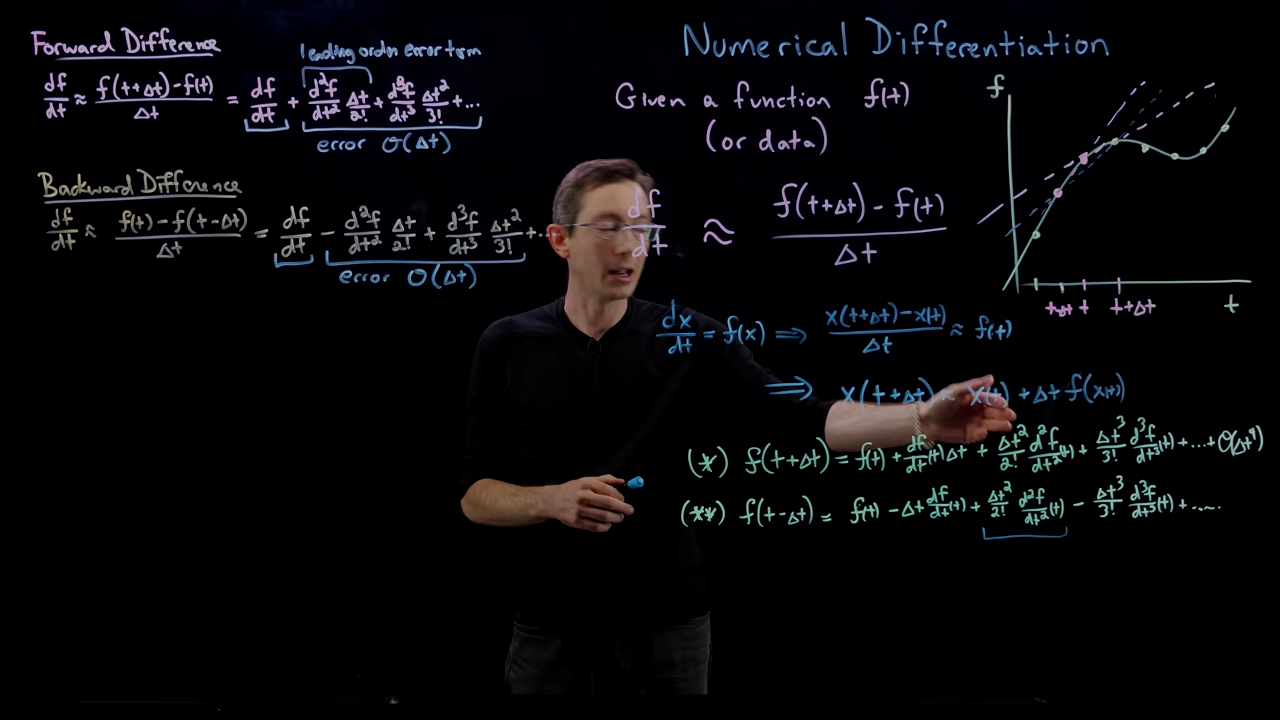 Forward Difference
leading order error term
df/dt ≈ (f(t+Δt) - f(t))/Δt = df/dt + d²f/dt² Δt/2! + d³f/dt³ Δt²/3! + ...
error O(Δt)
Backward Difference
df/dt ≈ (f(t) - f(t-Δt))/Δt = df/dt - d²f/dt² Δt/2! + d³f/dt³ Δt²/3! + ..
error O(Δt)
Numerical Differentiation
Given a function f(t)
(or data)
df/dt ≈ (f(t+Δt) - f(t))/Δt
f
t-Δt t t+Δt t
dx/dt = f(x) ⟹ (x(t+Δt) - x(t))/Δt ≈ f(t)
⟹ x(t+Δt) x(t) + Δt f(x(t))
(*) f(t+Δt) = f(t) + df/dt(t) Δt + Δt²/2! d²f/dt²(t) + Δt³/3! d³f/dt³(t) + ... + O(Δt⁴)
(**) f(t-Δt) = f(t) - Δt df/dt(t) + Δt²/2! d²f/dt²(t) - Δt³/3! d³f/dt³(t) + ....